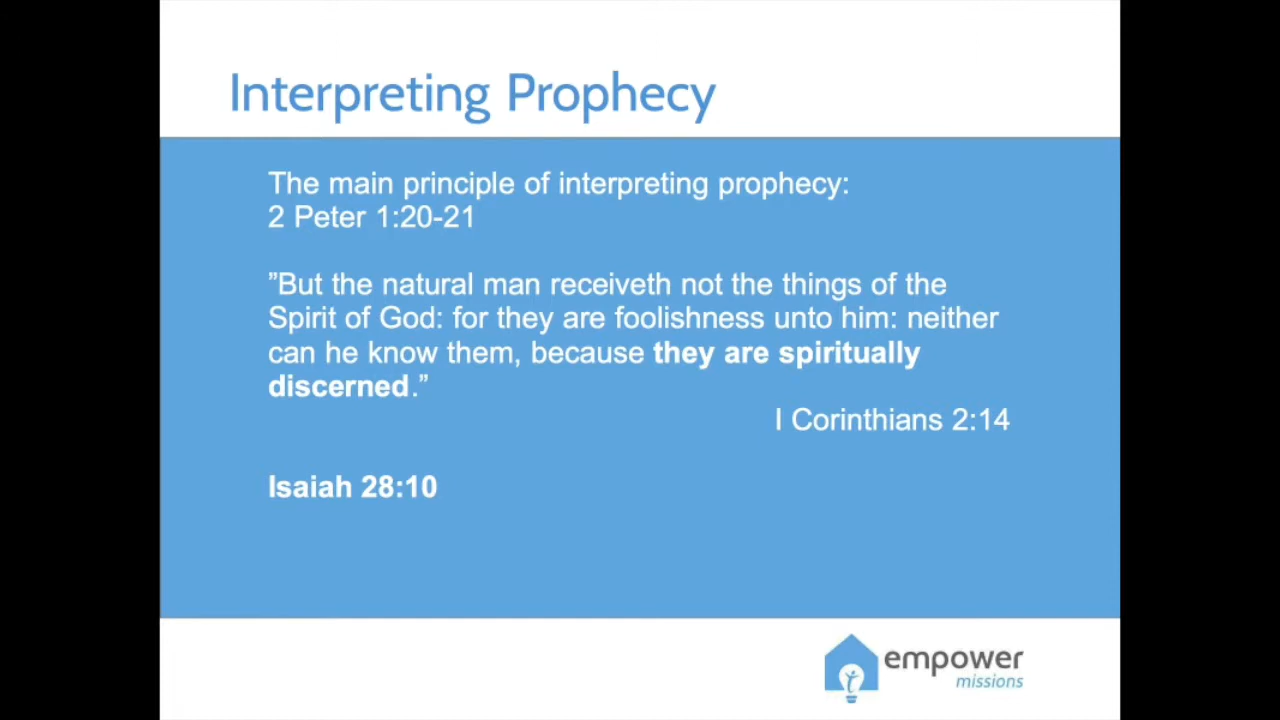 Interpreting Prophecy
The main principle of interpreting prophecy:
2 Peter 1:20-21
”But the natural man receiveth not the things of the
Spirit of God: for they are foolishness unto him: neither
can he know them, because they are spiritually
discerned.”
I Corinthians 2:14
Isaiah 28:10
empower
missions